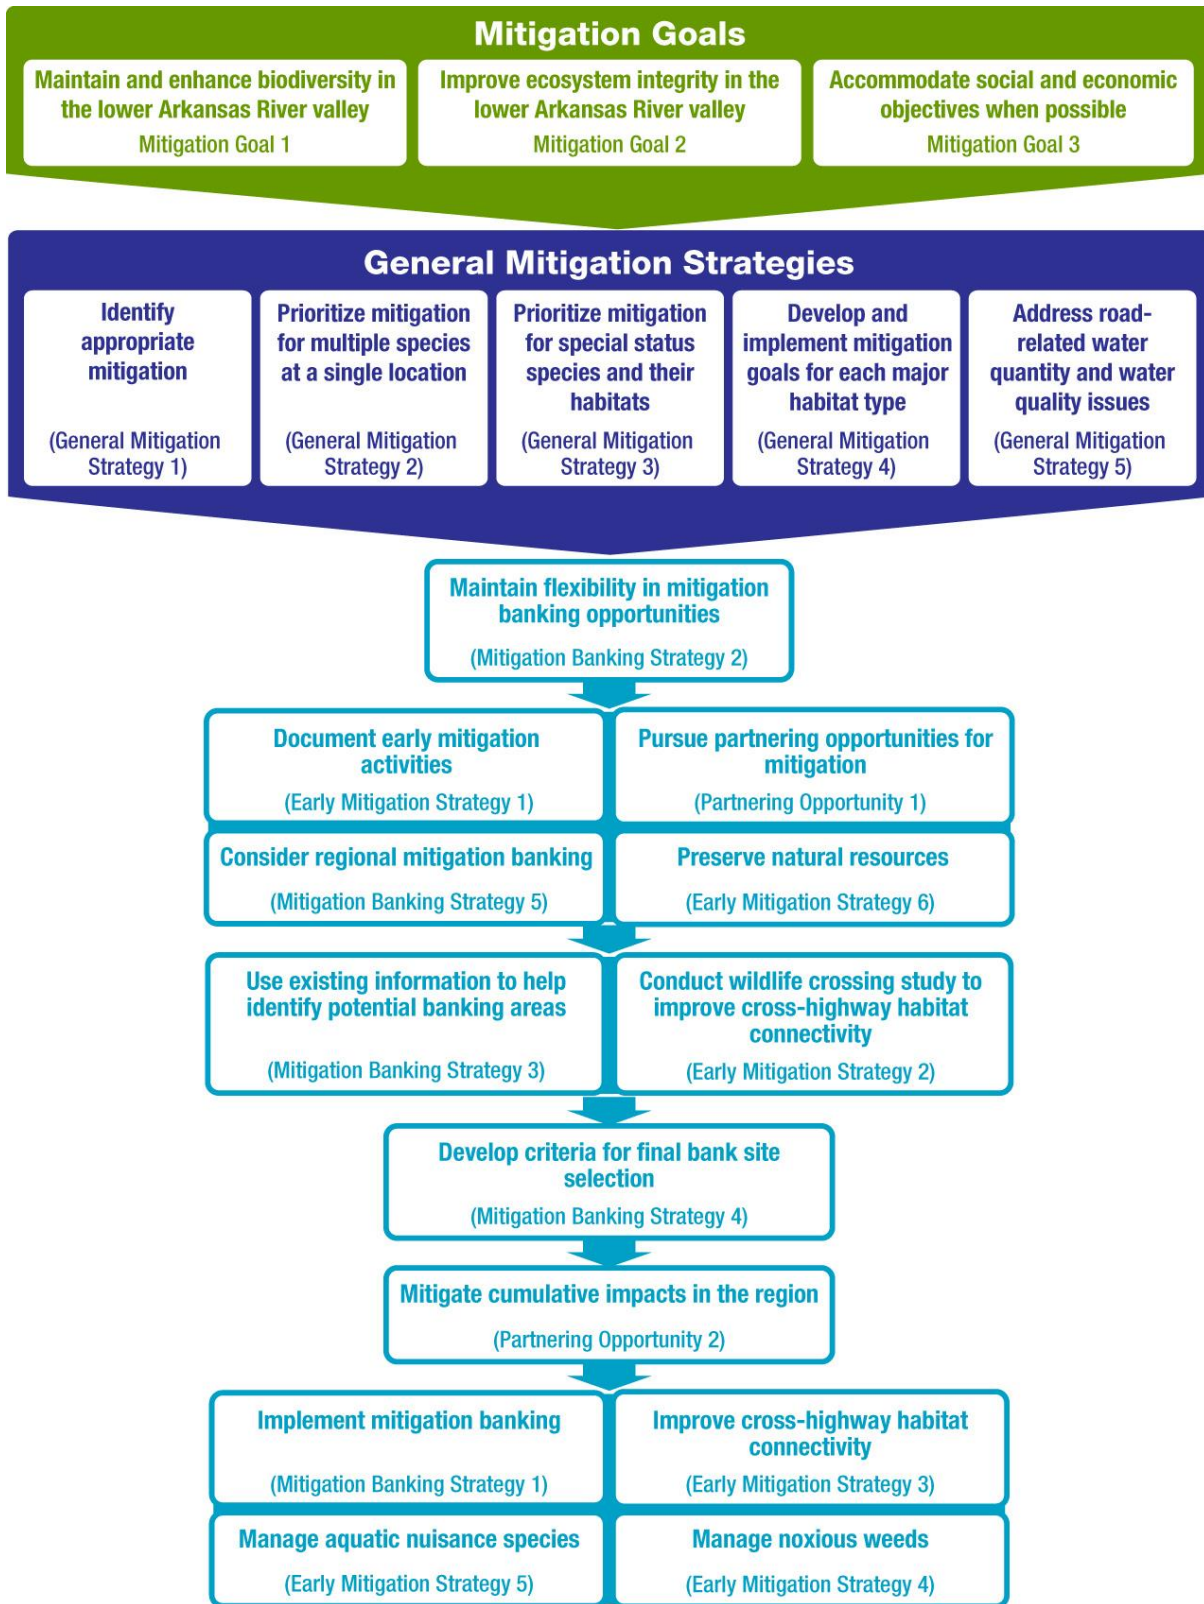 Mitigation Goals
Maintain and enhance biodiversity in
the lower Arkansas River valley
Mitigation Goal 1
Improve ecosystem integrity in the
lower Arkansas River valley
Mitigation Goal 2
Accommodate social and economic
objectives when possible
Mitigation Goal 3
General Mitigation Strategies
Identify
appropriate
mitigation
(General Mitigation
Strategy 1)
Prioritize mitigation
for multiple species
at a single location
(General Mitigation
Strategy 2)
Prioritize mitigation
for special status
species and their
habitats
(General Mitigation
Strategy 3)
Develop and
implement mitigation
goals for each major
habitat type
(General Mitigation
Strategy 4)
Address road-
related water
quantity and water
quality issues
(General Mitigation
Strategy 5)
Maintain flexibility in mitigation
banking opportunities
(Mitigation Banking Strategy 2)
Document early mitigation
activities
(Early Mitigation Strategy 1)
Pursue partnering opportunities for
mitigation
(Partnering Opportunity 1)
Consider regional mitigation banking
(Mitigation Banking Strategy 5)
Preserve natural resources
(Early Mitigation Strategy 6)
Use existing information to help
identify potential banking areas
(Mitigation Banking Strategy 3)
Conduct wildlife crossing study to
improve cross-highway habitat
connectivity
(Early Mitigation Strategy 2)
Develop criteria for final bank site
selection
(Mitigation Banking Strategy 4)
Mitigate cumulative impacts in the region
(Partnering Opportunity 2)
Implement mitigation banking
(Mitigation Banking Strategy 1)
Improve cross-highway habitat
connectivity
(Early Mitigation Strategy 3)
Manage aquatic nuisance species
(Early Mitigation Strategy 5)
Manage noxious weeds
(Early Mitigation Strategy 4)